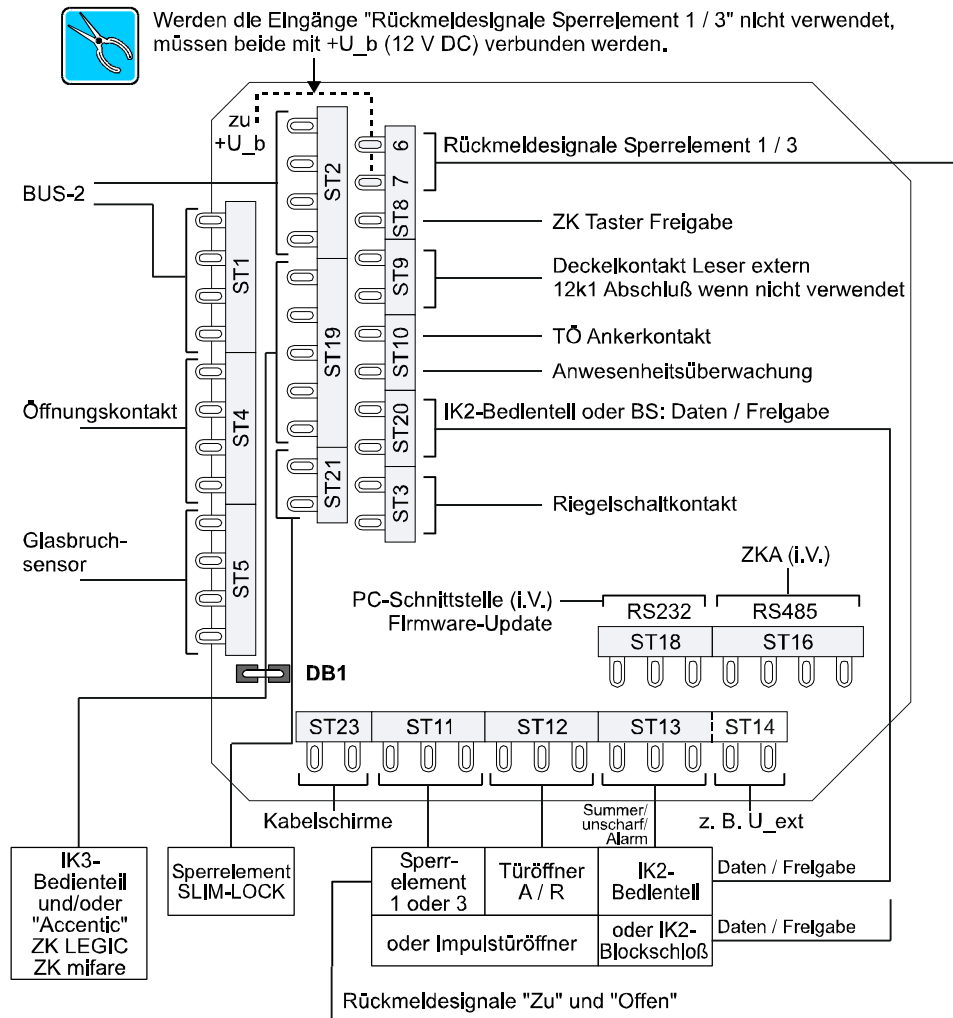 Werden die Eingänge "Rückmeldesignale Sperrelement 1 / 3" nicht verwendet,
müssen beide mit +U_b (12 V DC) verbunden werden.
zu
+U_b
BUS-2
ST2
6
7
Rückmeldesignale Sperrelement 1 / 3
ST8
ZK Taster Freigabe
ST1
ST9
Deckelkontakt Leser extern
12k1 Abschluß wenn nicht verwendet
ST19
ST10
TÖ Ankerkontakt
Anwesenheitsüberwachung
Öffnungskontakt
ST4
ST20
IK2-Bedienteil oder BS: Daten / Freigabe
ST21
ST3
Riegelschaltkontakt
Glasbruch-
sensor
ST5
ZKA (i.V.)
PC-Schnittstelle (i.V.)
Firmware-Update
RS232
RS485
ST18
ST16
DB1
ST23
ST11
ST12
ST13
ST14
Kabelschirme
Summer/
unscharf/
Alarm
z. B. U_ext
IK3-
Bedienteil
und/oder
"Accentic"
ZK LEGIC
ZK mifare
Sperrelement
SLIM-LOCK
Sperr-
element
1 oder 3
Türöffner
A / R
IK2-
Bedienteil
Daten / Freigabe
oder Impulstüröffner
oder IK2-
Blockschloß
Daten / Freigabe
Rückmeldesignale "Zu" und "Offen"